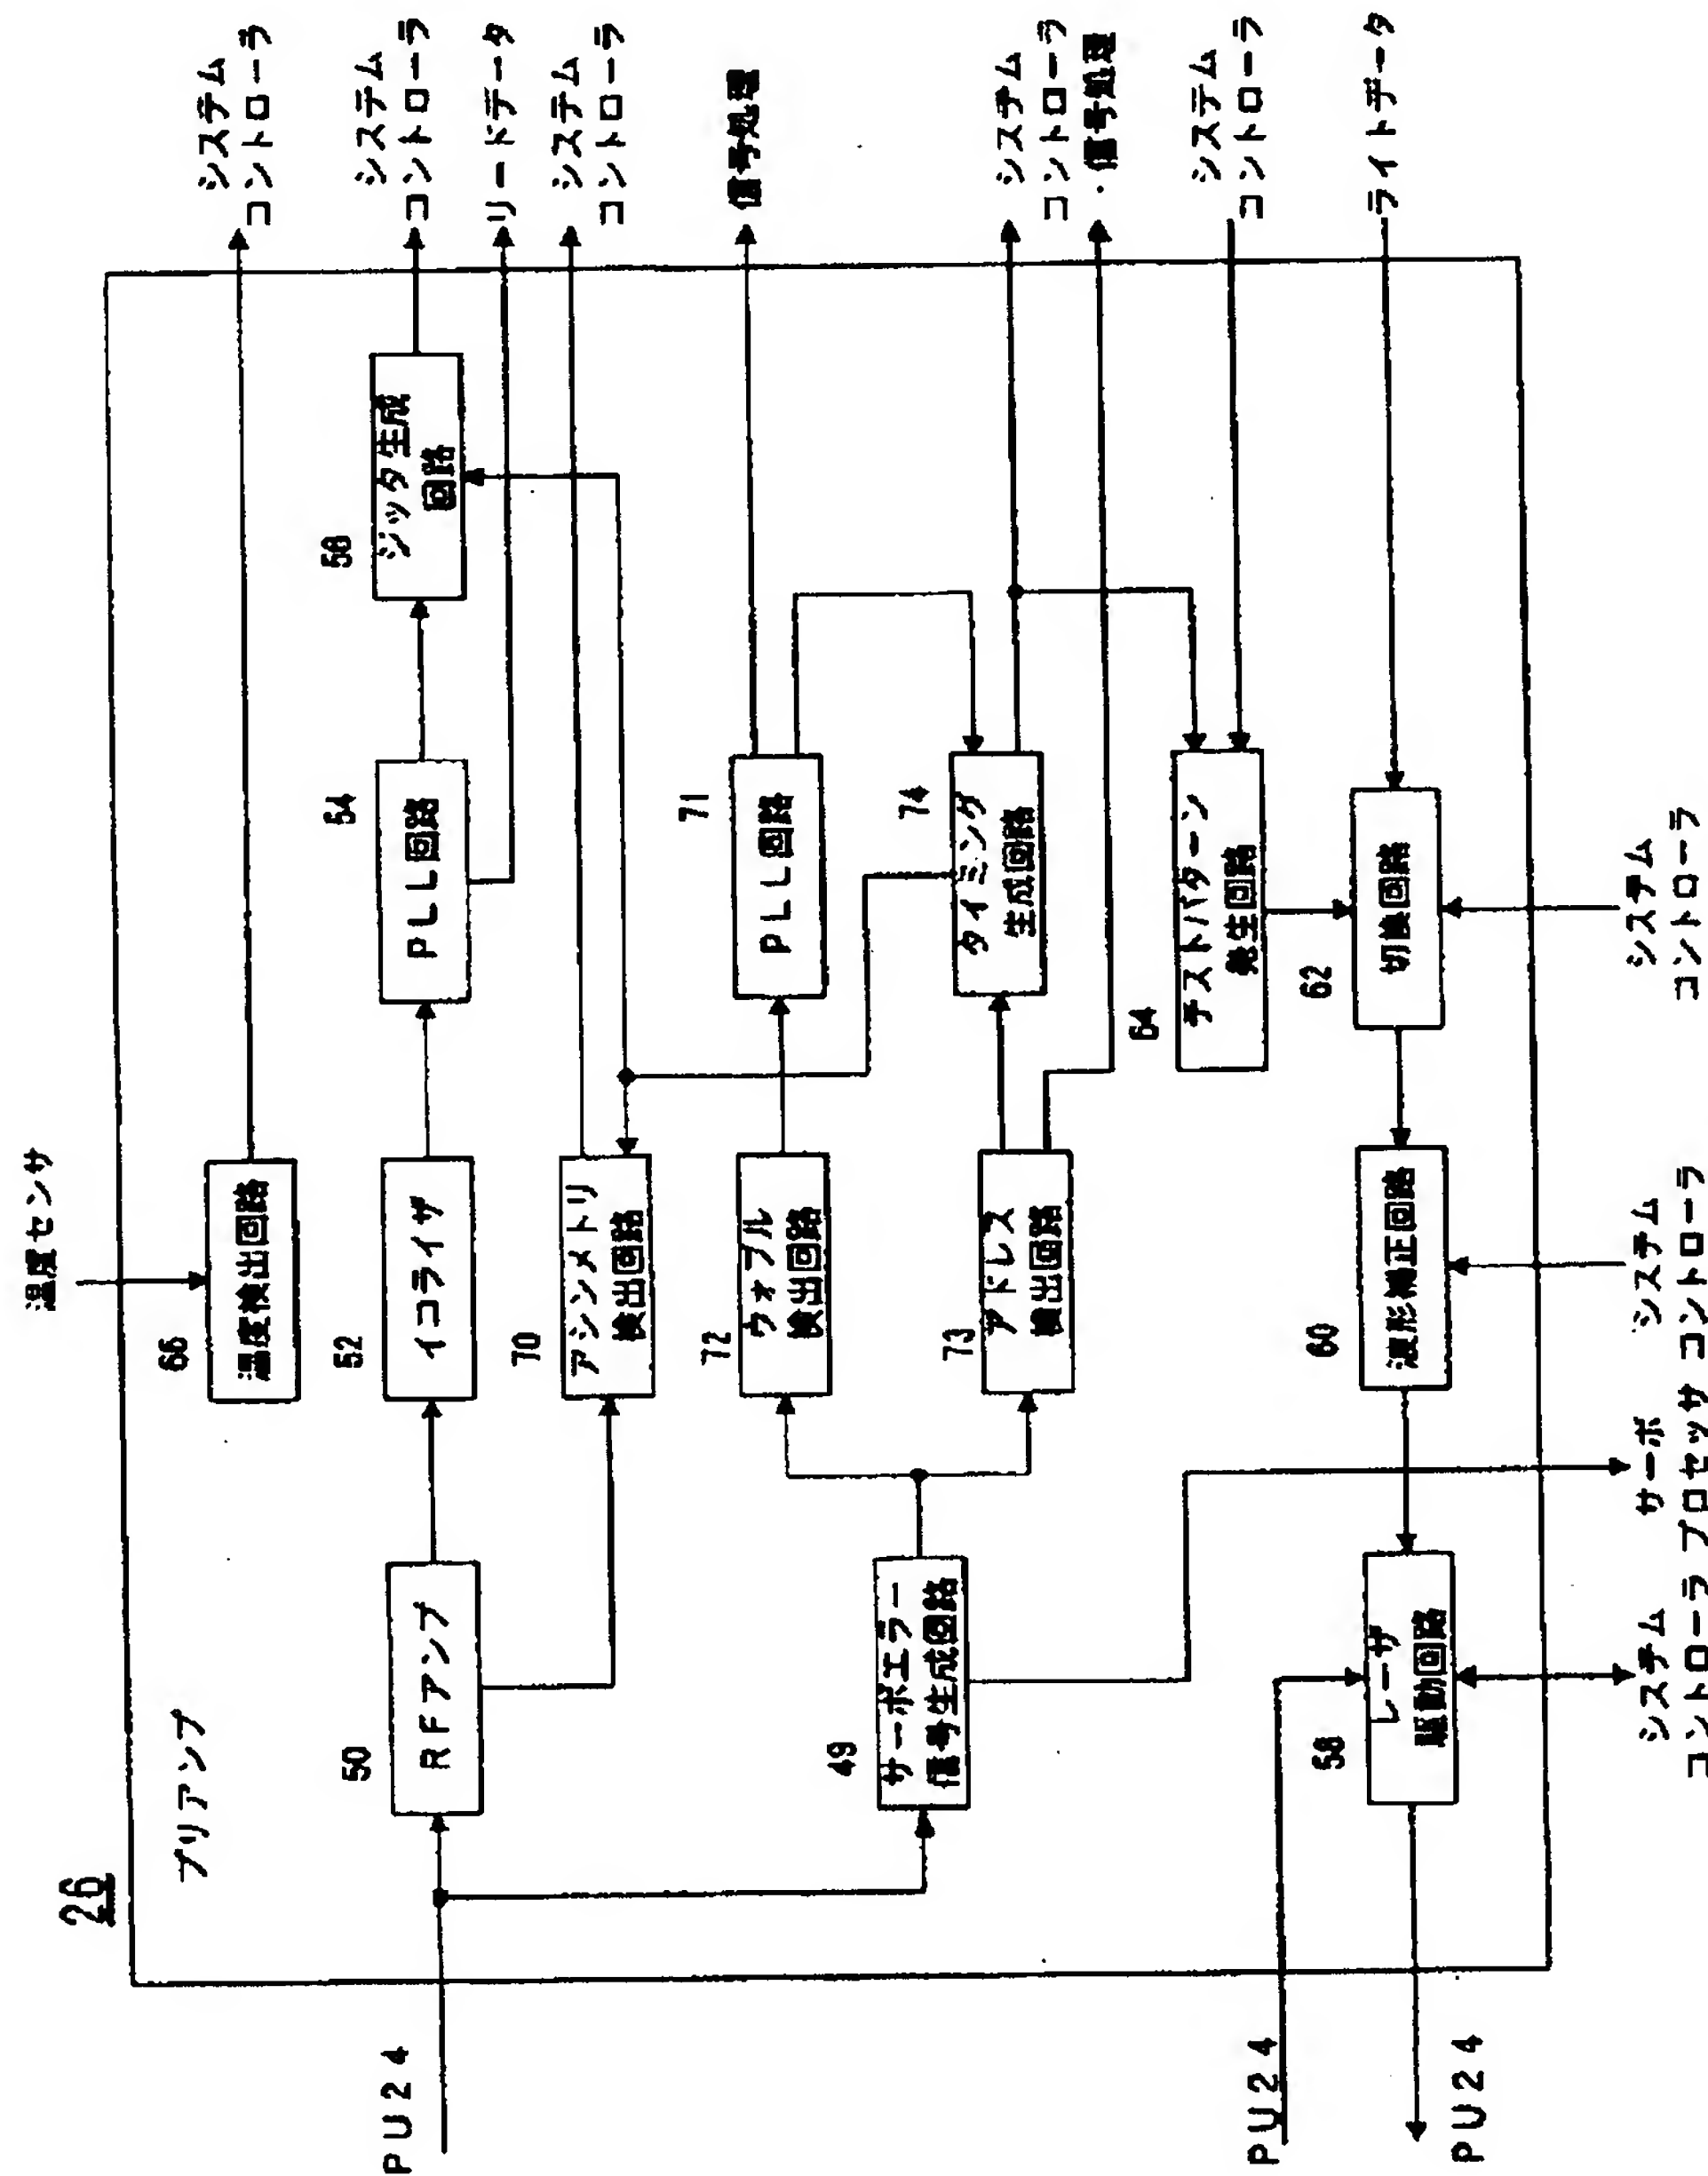 26
プリアンプ
温度センサ
66
温度検出回路
システム
コントローラ
PU24
50
RFアンプ
52
イコライザ
54
PLL回路
56
ジッタ生成
回路
システム
コントローラ
リードデータ
70
アシンメトリ
検出回路
システム
コントローラ
72
ウォブル
検出回路
71
PLL回路
信号処理
49
サーボエラー
信号生成回路
73
アドレス
検出回路
74
タイミング
生成回路
システム
コントローラ
・信号処理
64
テストパターン
発生回路
システム
コントローラ
PU24
PU24
58
レーザ
駆動回路
60
波形補正回路
62
切換回路
ライトデータ
システム
コントローラ
サーボ
プロセッサ
システム
コントローラ
システム
コントローラ